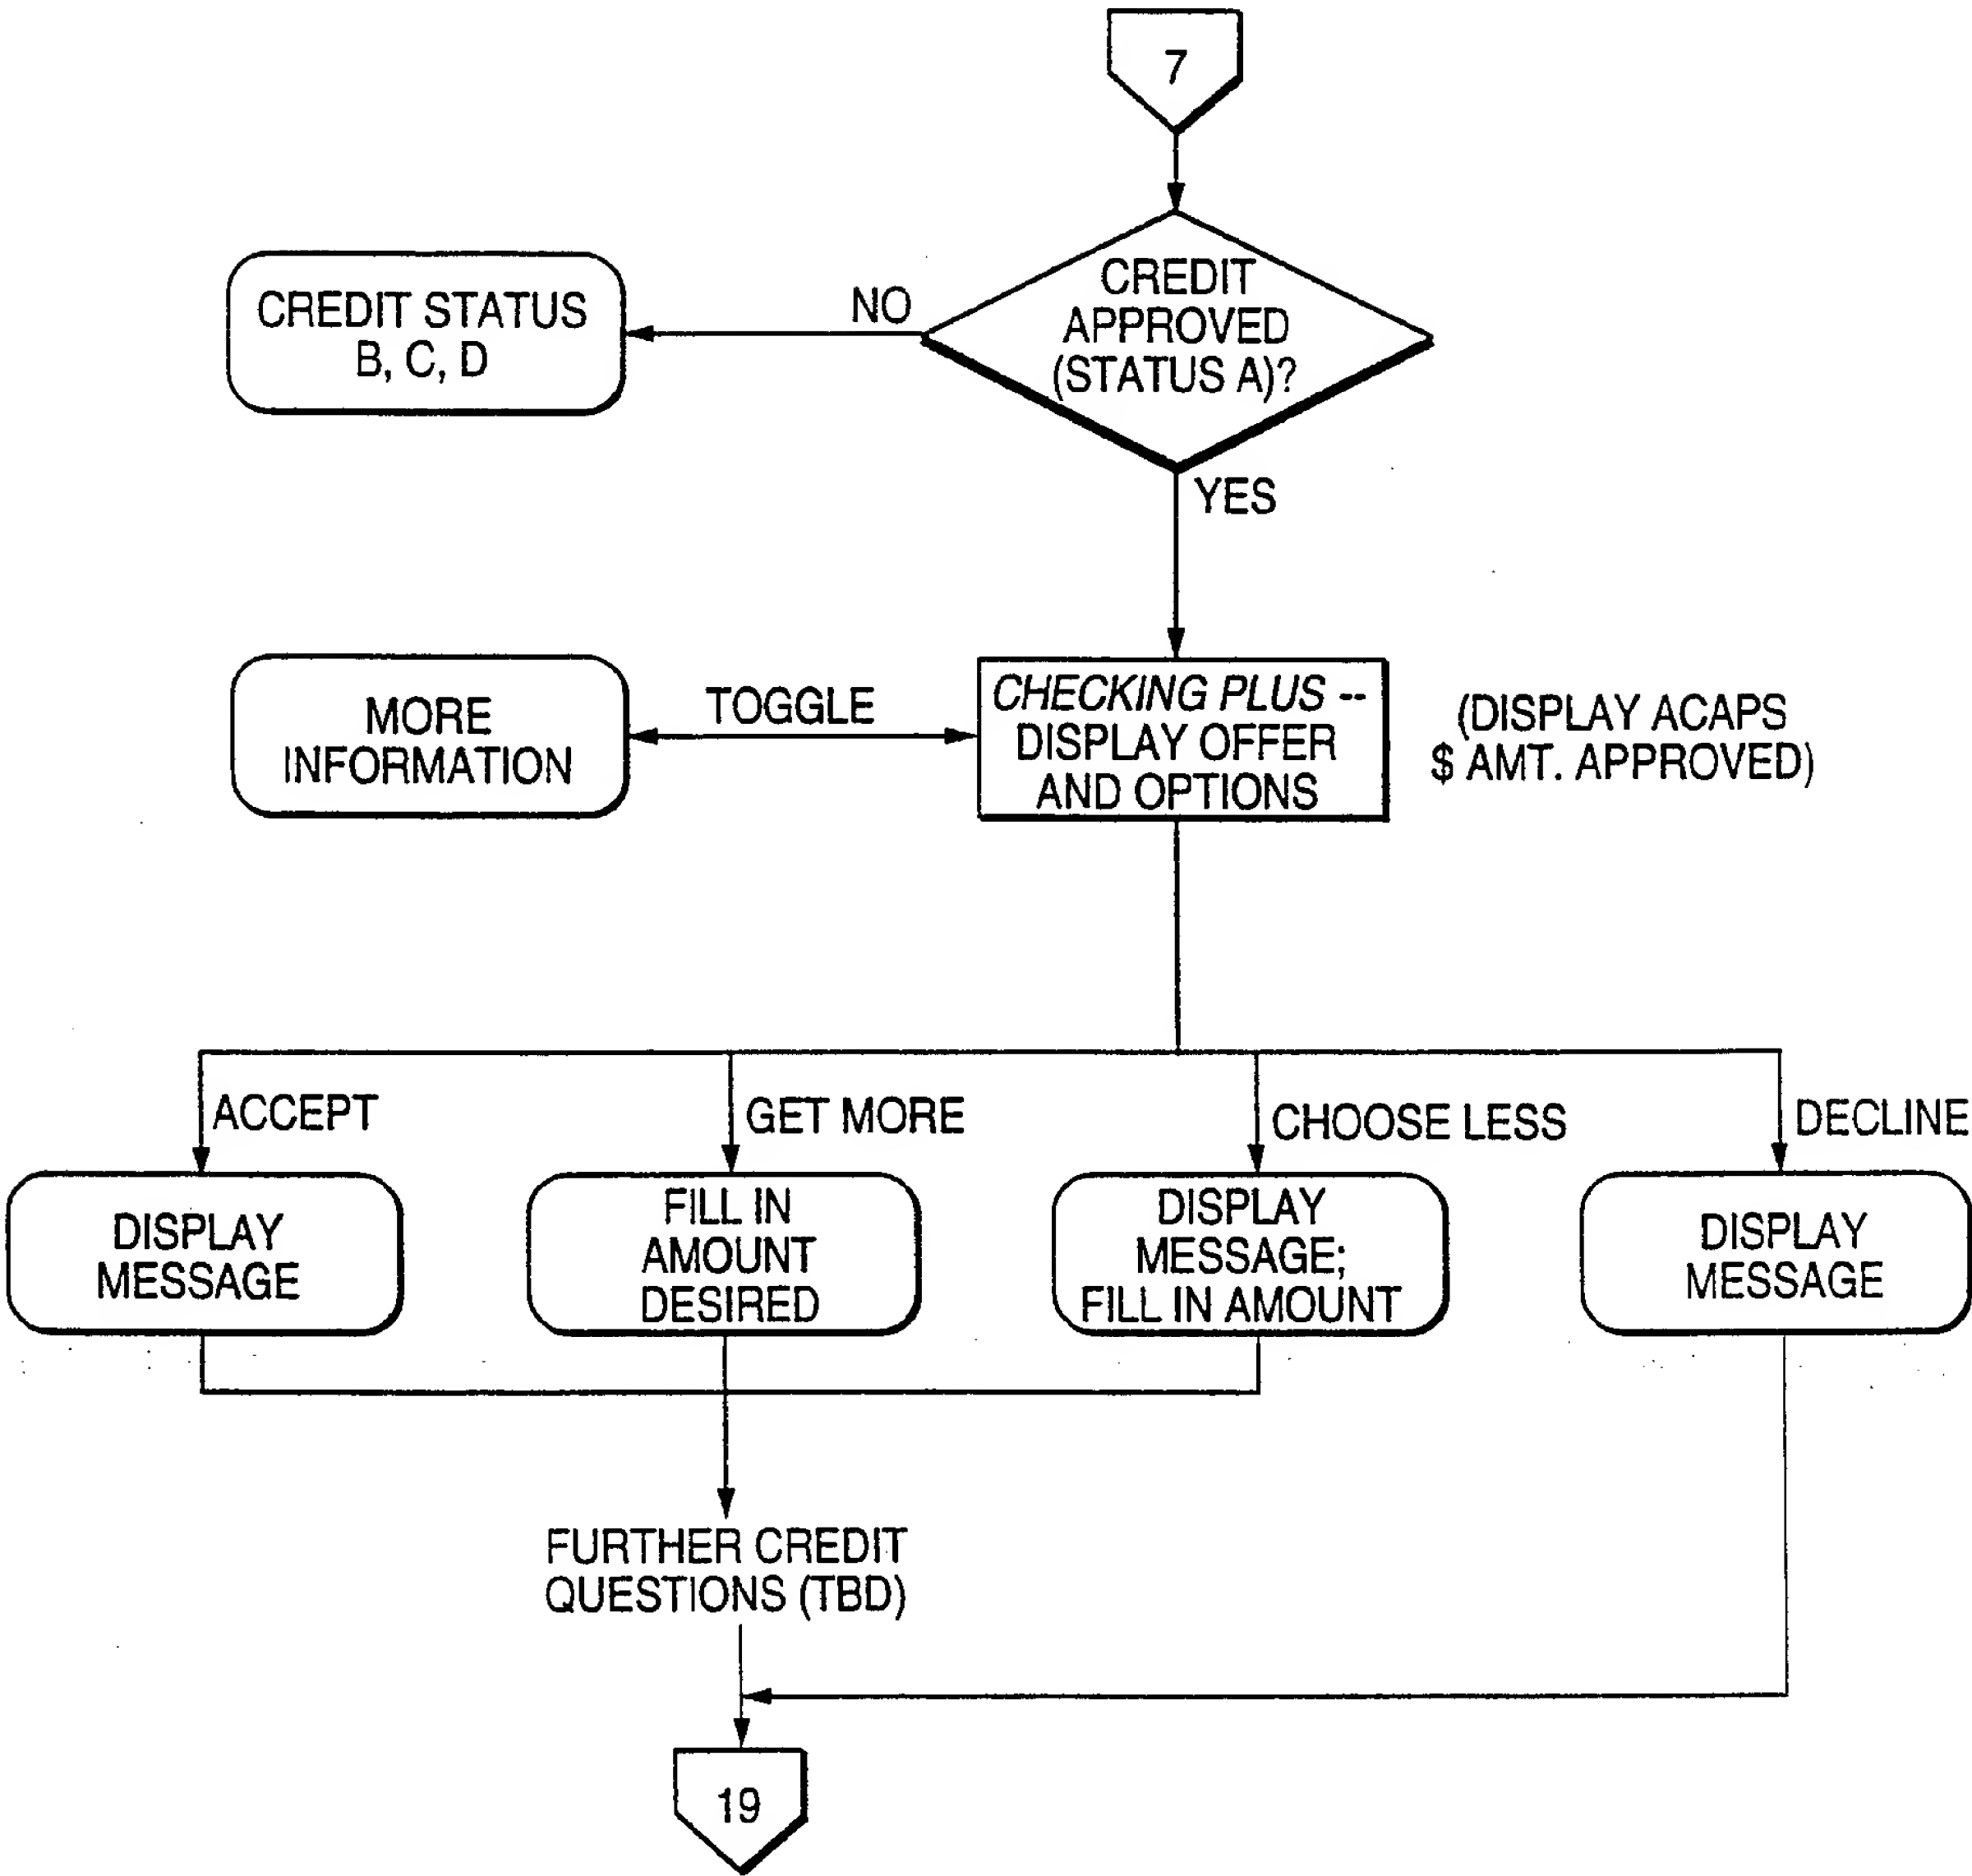 7
CREDIT
APPROVED
(STATUS A)?
NO
CREDIT STATUS
B, C, D
YES
MORE
INFORMATION
TOGGLE
CHECKING PLUS --
DISPLAY OFFER
AND OPTIONS
(DISPLAY ACAPS
$ AMT. APPROVED)
ACCEPT
GET MORE
CHOOSE LESS
DECLINE
DISPLAY
MESSAGE
FILL IN
AMOUNT
DESIRED
DISPLAY
MESSAGE;
FILL IN AMOUNT
DISPLAY
MESSAGE
FURTHER CREDIT
QUESTIONS (TBD)
19